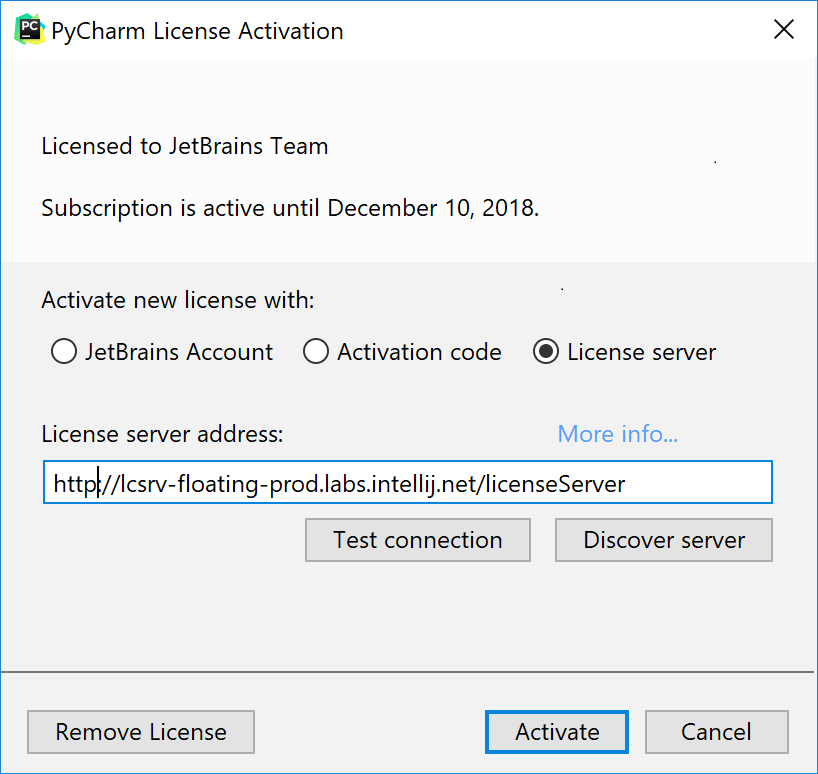 PC PyCharm License Activation
Licensed to JetBrains Team
Subscription is active until December 10, 2018.
Activate new license with:
JetBrains Account Activation code License server
License server address: More info...
http://lcsrv-floating-prod.labs.intellij.net/licenseServer
Test connection Discover server
Remove License Activate Cancel